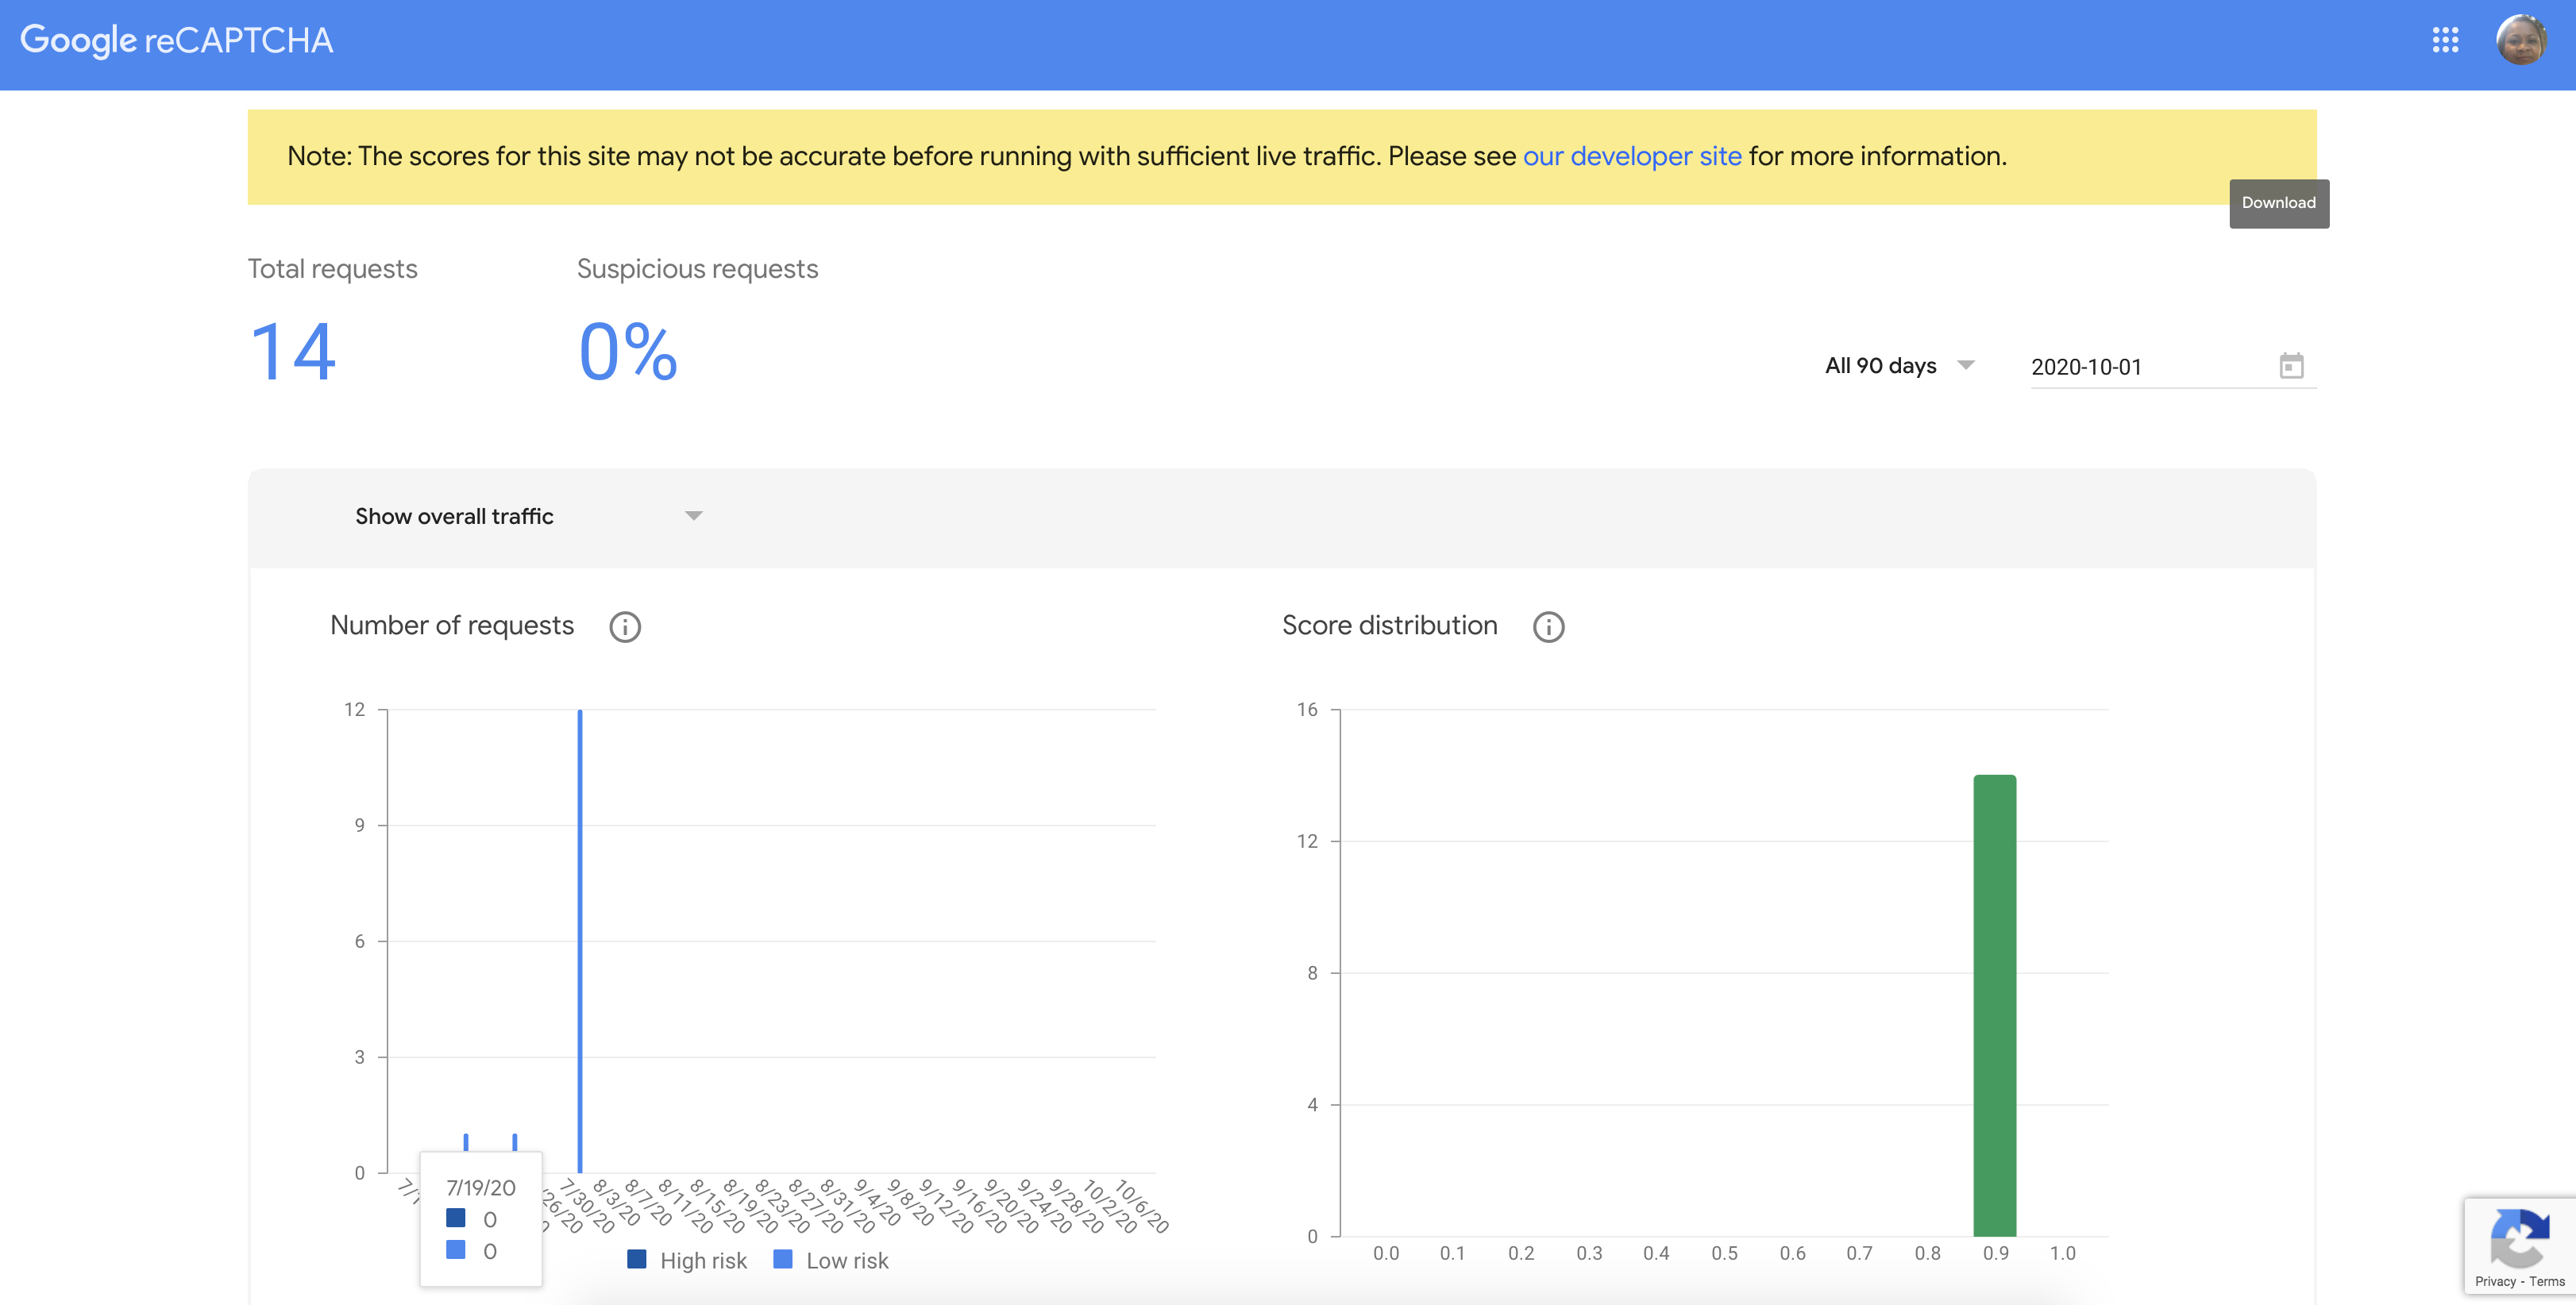 Google reCAPTCHA
Note: The scores for this site may not be accurate before running with sufficient live traffic. Please see our developer site for more information.
Download
Total requests
Suspicious requests
14
0%
All 90 days
2020-10-01
Show overall traffic
Number of requests
Score distribution
12
9
6
3
0
7/30/20
8/3/20
8/7/20
8/11/20
8/15/20
8/19/20
8/23/20
8/27/20
8/31/20
9/4/20
9/8/20
9/12/20
9/16/20
9/20/20
9/24/20
9/28/20
10/2/20
10/6/20
7/19/20
0
0
High risk
Low risk
16
12
8
4
0
0.0 0.1 0.2 0.3 0.4 0.5 0.6 0.7 0.8 0.9 1.0
Privacy - Terms